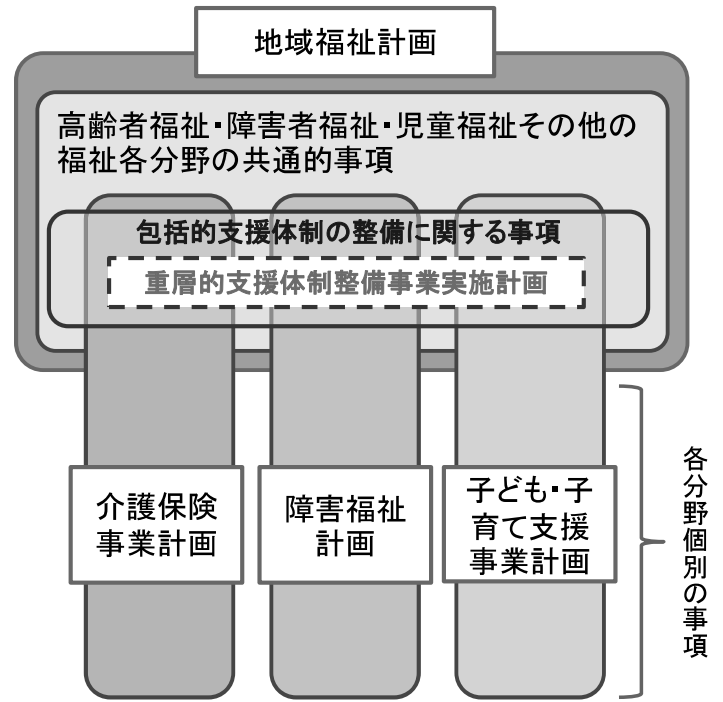 地域福祉計画
高齢者福祉・障害者福祉・児童福祉その他の
福祉各分野の共通的事項
包括的支援体制の整備に関する事項
重層的支援体制整備事業実施計画
介護保険
事業計画
障害福祉
計画
子ども・子
育て支援
事業計画
各分野個別の事項